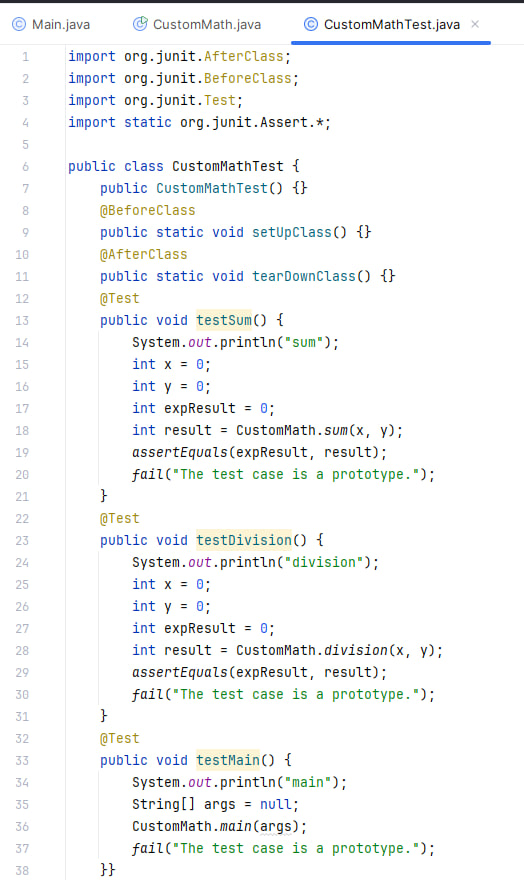 Main.java CustomMath.java CustomMathTest.java
1 import org.junit.AfterClass;
2 import org.junit.BeforeClass;
3 import org.junit.Test;
4 import static org.junit.Assert.*;
5
6 public class CustomMathTest {
7 public CustomMathTest() {}
8 @BeforeClass
9 public static void setUpClass() {}
10 @AfterClass
11 public static void tearDownClass() {}
12 @Test
13 public void testSum() {
14 System.out.println("sum");
15 int x = 0;
16 int y = 0;
17 int expResult = 0;
18 int result = CustomMath.sum(x, y);
19 assertEquals(expResult, result);
20 fail("The test case is a prototype.");
21 }
22 @Test
23 public void testDivision() {
24 System.out.println("division");
25 int x = 0;
26 int y = 0;
27 int expResult = 0;
28 int result = CustomMath.division(x, y);
29 assertEquals(expResult, result);
30 fail("The test case is a prototype.");
31 }
32 @Test
33 public void testMain() {
34 System.out.println("main");
35 String[] args = null;
36 CustomMath.main(args);
37 fail("The test case is a prototype.");
38 }}